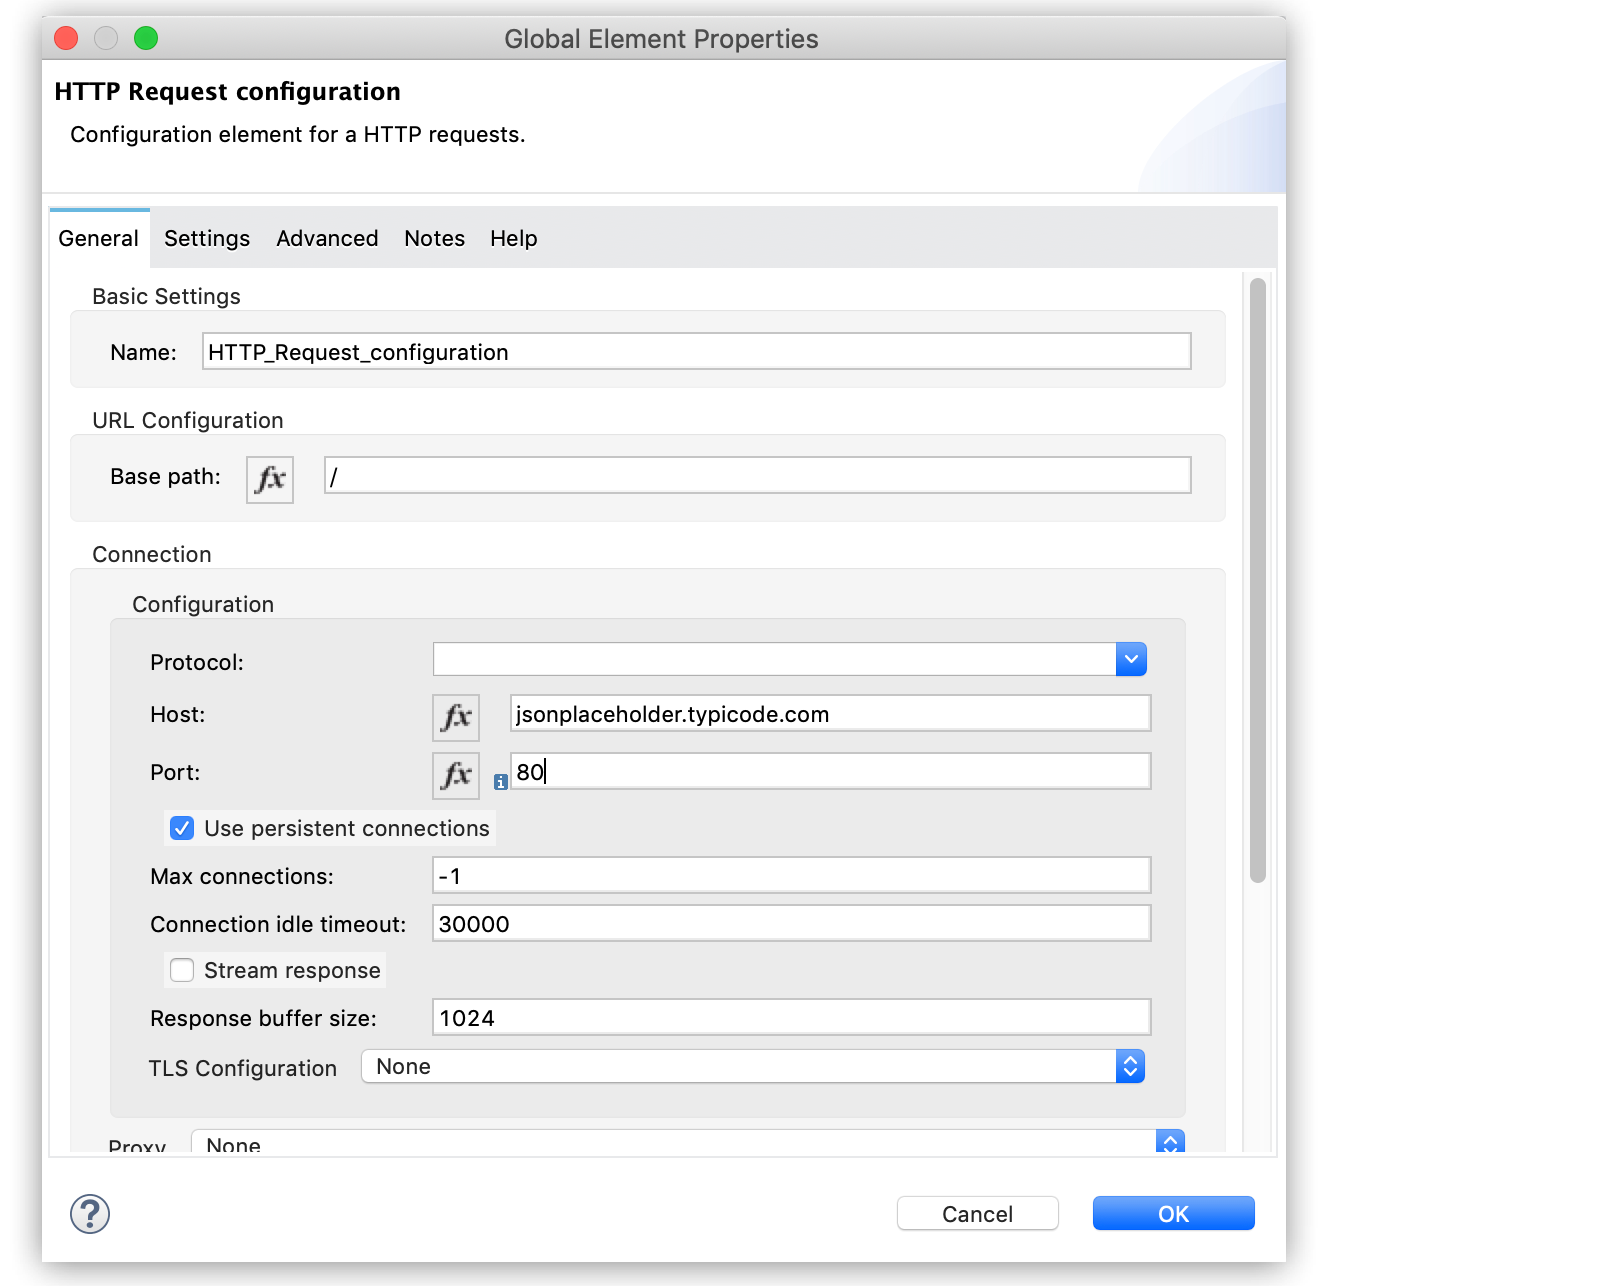 Global Element Properties
HTTP Request configuration
Configuration element for a HTTP requests.
General Settings Advanced Notes Help
Basic Settings
Name: HTTP_Request_configuration
URL Configuration
Base path: fx /
Connection
Configuration
Protocol:
Host: fx jsonplaceholder.typicode.com
Port: fx i 80
Use persistent connections
Max connections: -1
Connection idle timeout: 30000
Stream response
Response buffer size: 1024
TLS Configuration None
Proxy None
? Cancel OK